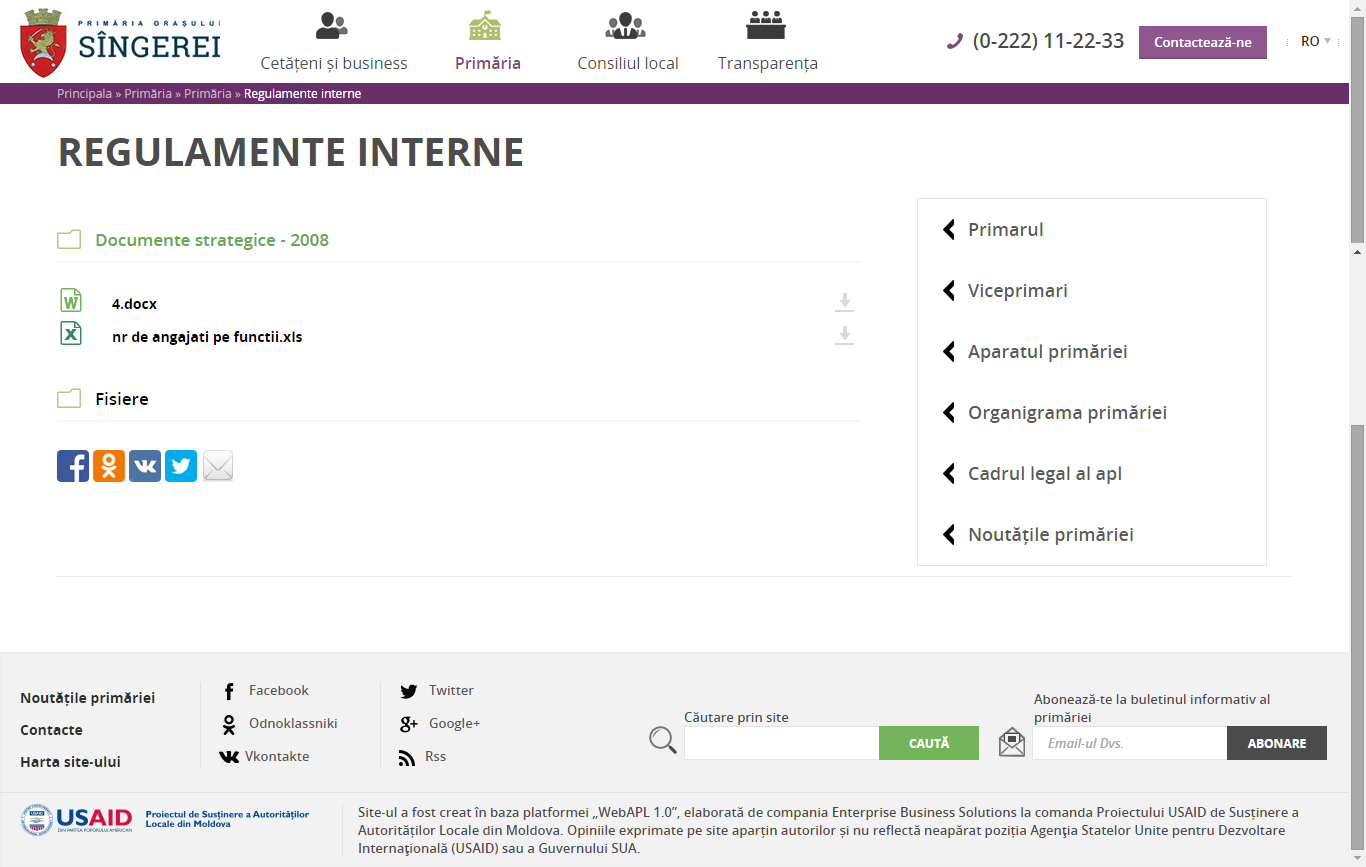 PRIMĂRIA ORAȘULUI
SÎNGEREI
Cetățeni și business
Primăria
Consiliul local
Transparența
(0-222) 11-22-33
Contactează-ne
RO
Principala » Primăria » Primăria » Regulamente interne
REGULAMENTE INTERNE
Documente strategice - 2008
4.docx
nr de angajati pe functii.xls
Fisiere
Primarul
Viceprimari
Aparatul primăriei
Organigrama primăriei
Cadrul legal al apl
Noutățile primăriei
Noutățile primăriei
Contacte
Harta site-ului
Facebook
Odnoklassniki
Vkontakte
Twitter
Google+
Rss
Căutare prin site
CAUTĂ
Abonează-te la buletinul informativ al
primăriei
Email-ul Dvs.
ABONARE
USAID
DIN PARTEA POPORULUI AMERICAN
Proiectul de Susținere a Autorităților
Locale din Moldova
Site-ul a fost creat în baza platformei „WebAPL 1.0”, elaborată de compania Enterprise Business Solutions la comanda Proiectului USAID de Susținere a
Autorităților Locale din Moldova. Opiniile exprimate pe site aparțin autorilor și nu reflectă neapărat poziția Agenţia Statelor Unite pentru Dezvoltare
Internaţională (USAID) sau a Guvernului SUA.